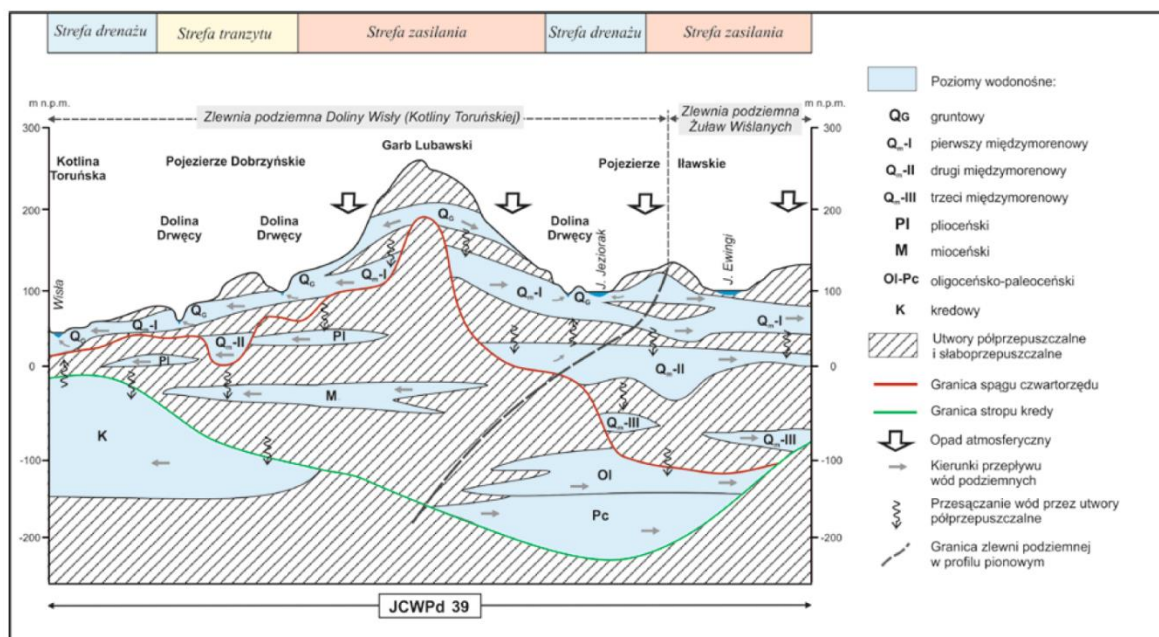 Strefa drenażu
Strefa tranzytu
Strefa zasilania
Strefa drenażu
Strefa zasilania
m n.p.m.
m n.p.m.
Zlewnia podziemna Doliny Wisły (Kotliny Toruńskiej)
Zlewnia podziemna
Żuław Wiślanych
300
300
Garb Lubawski
Kotlina
Toruńska
Pojezierze Dobrzyńskie
Pojezierze
Iławskie
200
200
Dolina
Drwęcy
Dolina
Drwęcy
Dolina
Drwęcy
Wisła
J. Jeziorak
J. Ewingi
100
100
0
0
-100
-100
-200
-200
QG
QG
QG
QG
QG
Qm-I
Qm-I
Qm-I
Qm-I
Qm-II
Qm-II
Qm-III
Qm-III
Pl
Pl
M
K
Ol
Pc
JCWPd 39
Poziomy wodonośne:
QG gruntowy
Qm-I pierwszy międzymorenowy
Qm-II drugi międzymorenowy
Qm-III trzeci międzymorenowy
Pl plioceński
M mioceński
Ol-Pc oligoceńsko-paleoceński
K kredowy
Utwory półprzepuszczalne
i słaboprzepuszczalne
Granica spągu czwartorzędu
Granica stropu kredy
Opad atmosferyczny
Kierunki przepływu
wód podziemnych
Przesączanie wód przez utwory
półprzepuszczalne
Granica zlewni podziemnej
w profilu pionowym